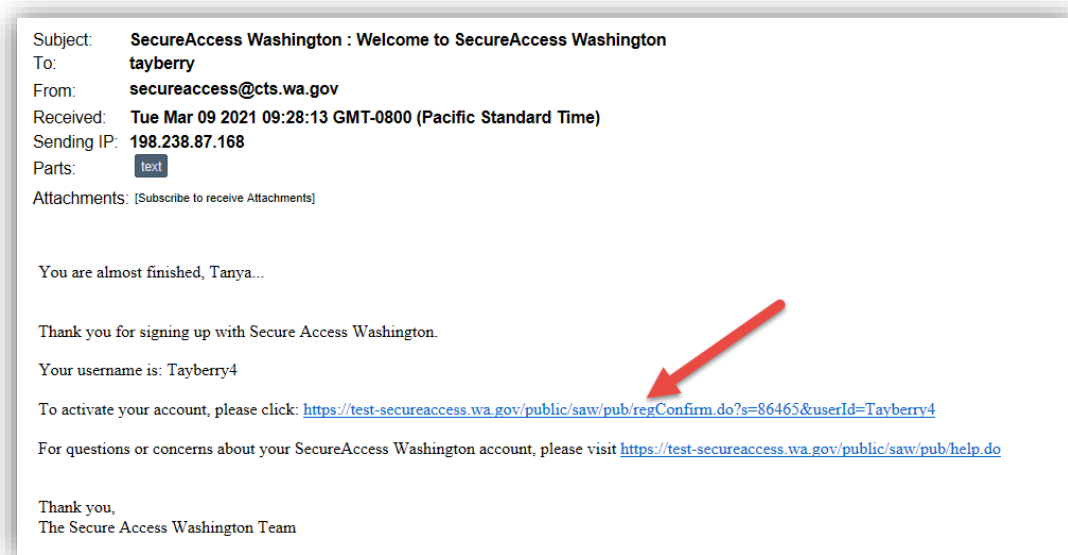 Subject: SecureAccess Washington : Welcome to SecureAccess Washington
To: tayberry
From: secureaccess@cts.wa.gov
Received: Tue Mar 09 2021 09:28:13 GMT-0800 (Pacific Standard Time)
Sending IP: 198.238.87.168
Parts: text
Attachments: [Subscribe to receive Attachments]
You are almost finished, Tanya...
Thank you for signing up with Secure Access Washington.
Your username is: Tayberry4
To activate your account, please click: https://test-secureaccess.wa.gov/public/saw/pub/regConfirm.do?s=86465&userId=Tayberry4
For questions or concerns about your SecureAccess Washington account, please visit https://test-secureaccess.wa.gov/public/saw/pub/help.do
Thank you,
The Secure Access Washington Team